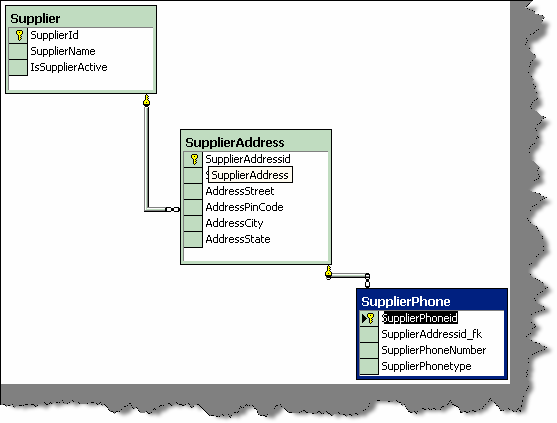 Supplier
SupplierId
SupplierName
IsSupplierActive
SupplierAddress
SupplierAddressid
SupplierAddress
AddressStreet
AddressPinCode
AddressCity
AddressState
SupplierPhone
SupplierPhoneid
SupplierAddressid_fk
SupplierPhoneNumber
SupplierPhonetype